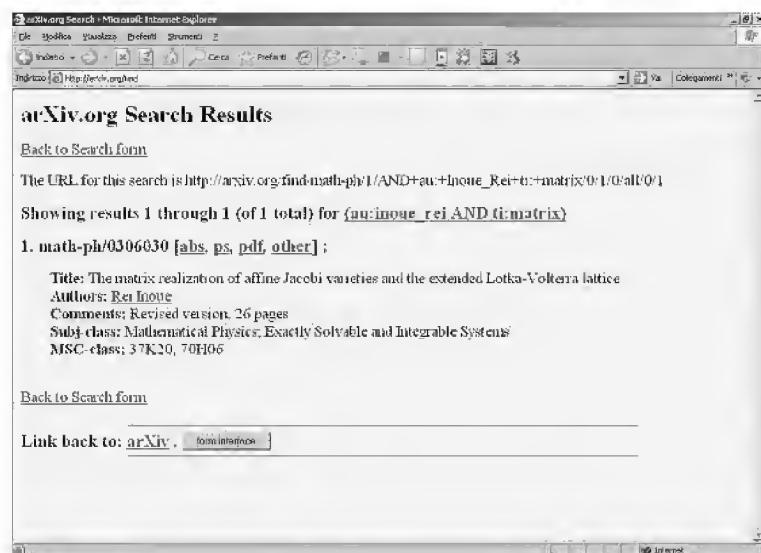 arXiv.org Search - Microsoft Internet Explorer
File Modifica Visualizza Preferiti Strumenti ?
Indietro Cerca Preferiti
Indirizzo http://arxiv.org/find Vai Collegamenti »
arXiv.org Search Results
Back to Search form
The URL for this search is http://arxiv.org/find/math-ph/1/AND+au:+Inoue_Rei+ti:+matrix/0/1/0/all/0/1
Showing results 1 through 1 (of 1 total) for (au:inoue_rei AND ti:matrix)
1. math-ph/0306030 [abs, ps, pdf, other] ;
Title: The matrix realization of affine Jacobi varieties and the extended Lotka-Volterra lattice
Authors: Rei Inoue
Comments: Revised version, 26 pages
Subj-class: Mathematical Physics; Exactly Solvable and Integrable Systems
MSC-class: 37K20, 70H06
Back to Search form
Link back to: arXiv . form interface
Internet